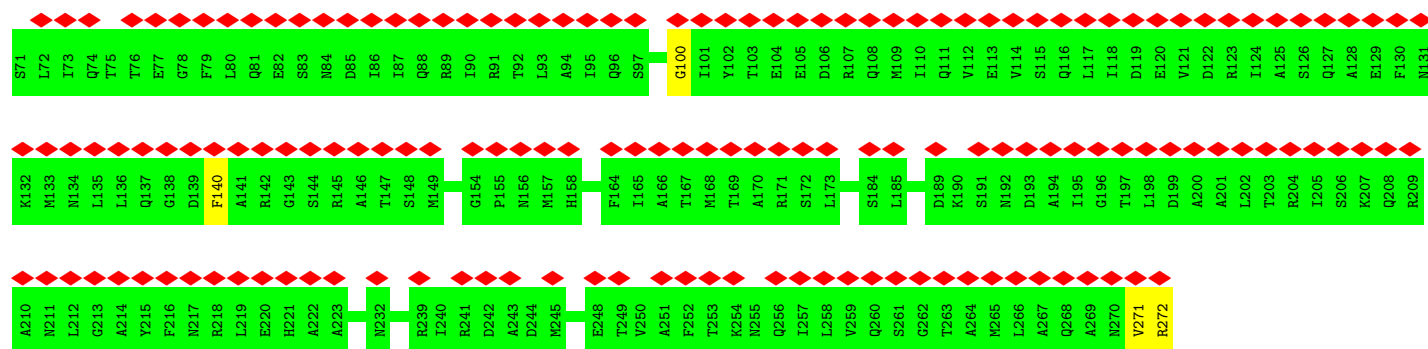 S71 L72 I73 Q74 T75 T76 E77 G78 F79 L80 Q81 E82 S83 N84 D85 I86 I87 Q88 R89 I90 R91 T92 L93 A94 I95 Q96 S97 G100 I101 Y102 T103 E104 E105 D106 R107 Q108 M109 I110 Q111 V112 E113 V114 S115 Q116 L117 I118 D119 E120 V121 D122 R123 I124 A125 S126 Q127 A128 E129 F130 N131
K132 M133 N134 L135 L136 Q137 G138 D139 F140 A141 R142 G143 S144 R145 A146 T147 S148 M149 G154 P155 N156 M157 H158 F164 I165 A166 T167 M168 T169 A170 R171 S172 L173 S184 L185 D189 K190 S191 N192 D193 A194 I195 G196 T197 L198 D199 A200 A201 L202 T203 R204 I205 S206 K207 Q208 R209
A210 N211 L212 G213 A214 Y215 F216 N217 R218 L219 E220 H221 A222 A223 N232 R239 I240 R241 D242 A243 D244 M245 E248 T249 V250 A251 F252 T253 K254 N255 Q256 I257 L258 V259 Q260 S261 G262 T263 A264 M265 L266 A267 Q268 A269 N270 V271 R272